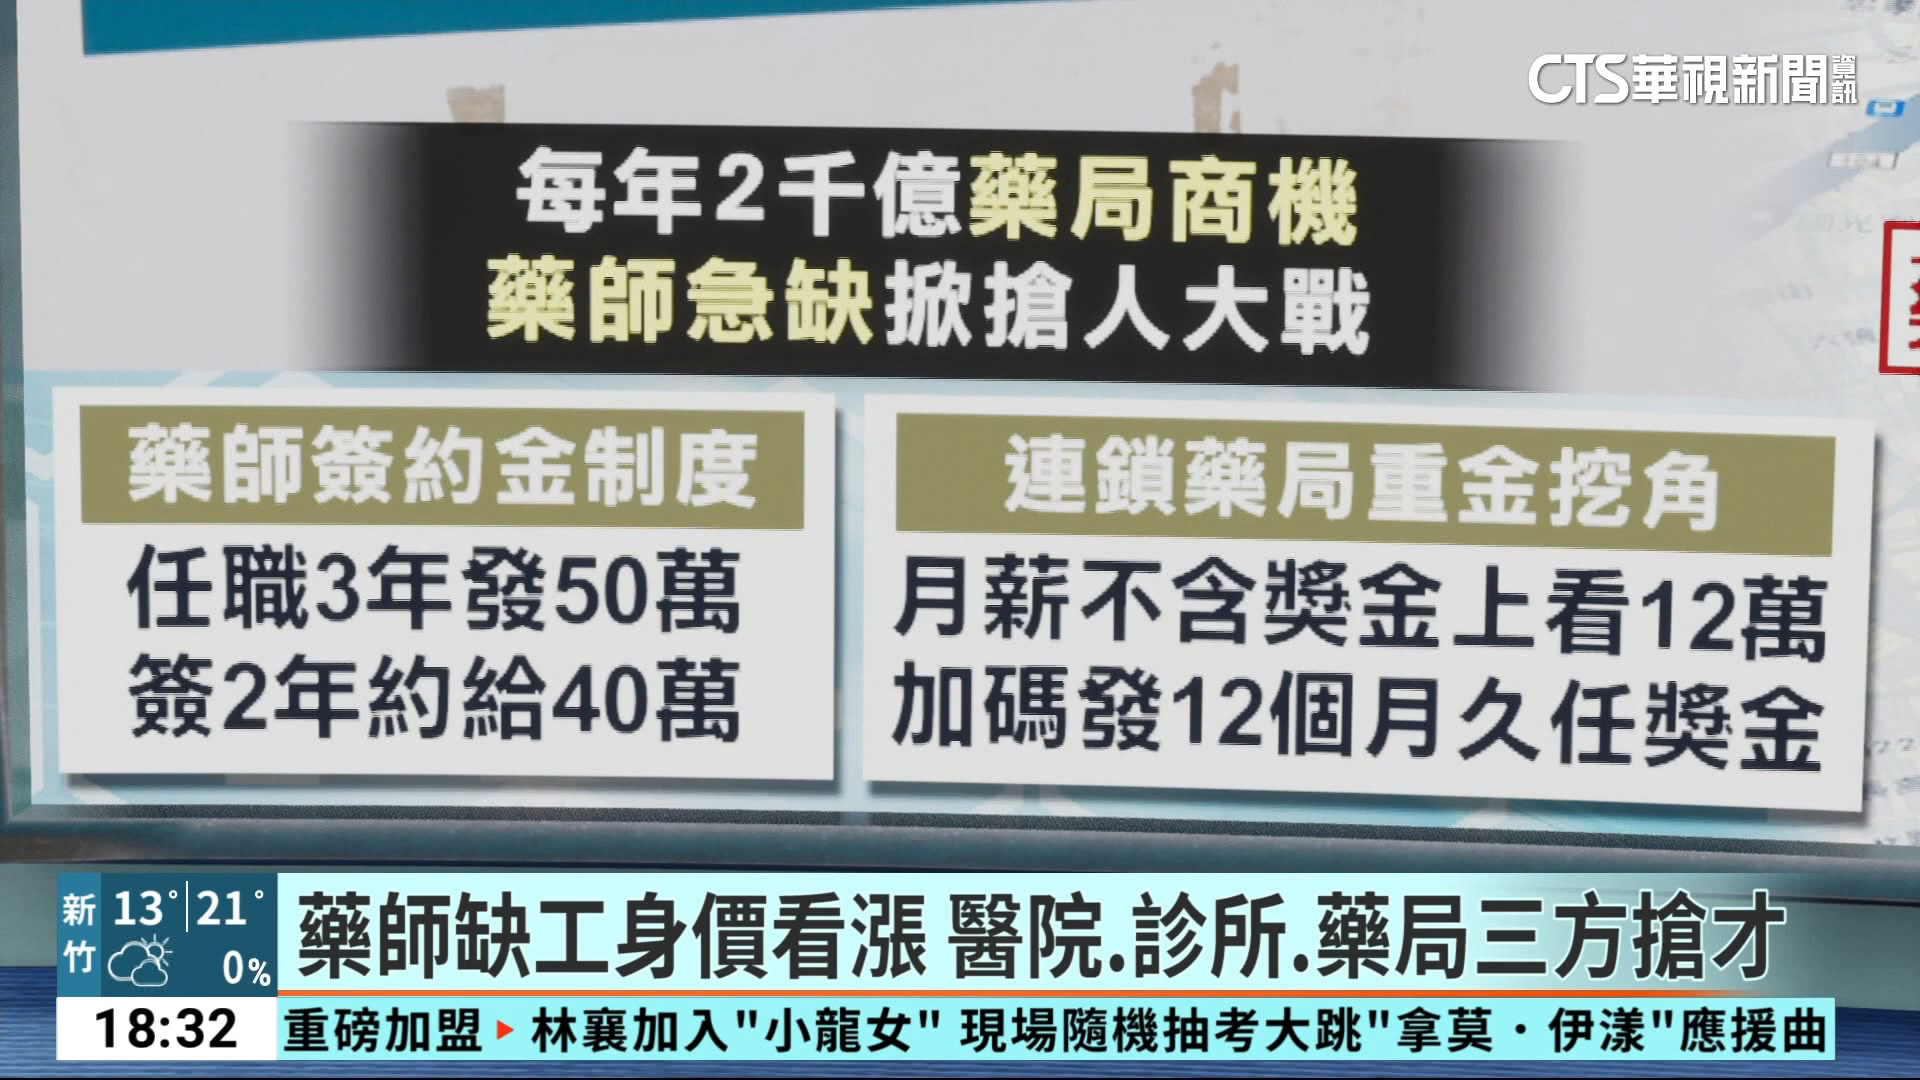 CTS華視新聞資訊
每年2千億藥局商機
藥師急缺掀搶人大戰
藥師簽約金制度
任職3年發50萬
簽2年約給40萬
連鎖藥局重金挖角
月薪不含獎金上看12萬
加碼發12個月久任獎金
新竹 13° 21° 0%
藥師缺工身價看漲 醫院.診所.藥局三方搶才
18:32
重磅加盟▶林襄加入"小龍女" 現場隨機抽考大跳"拿莫．伊漾"應援曲